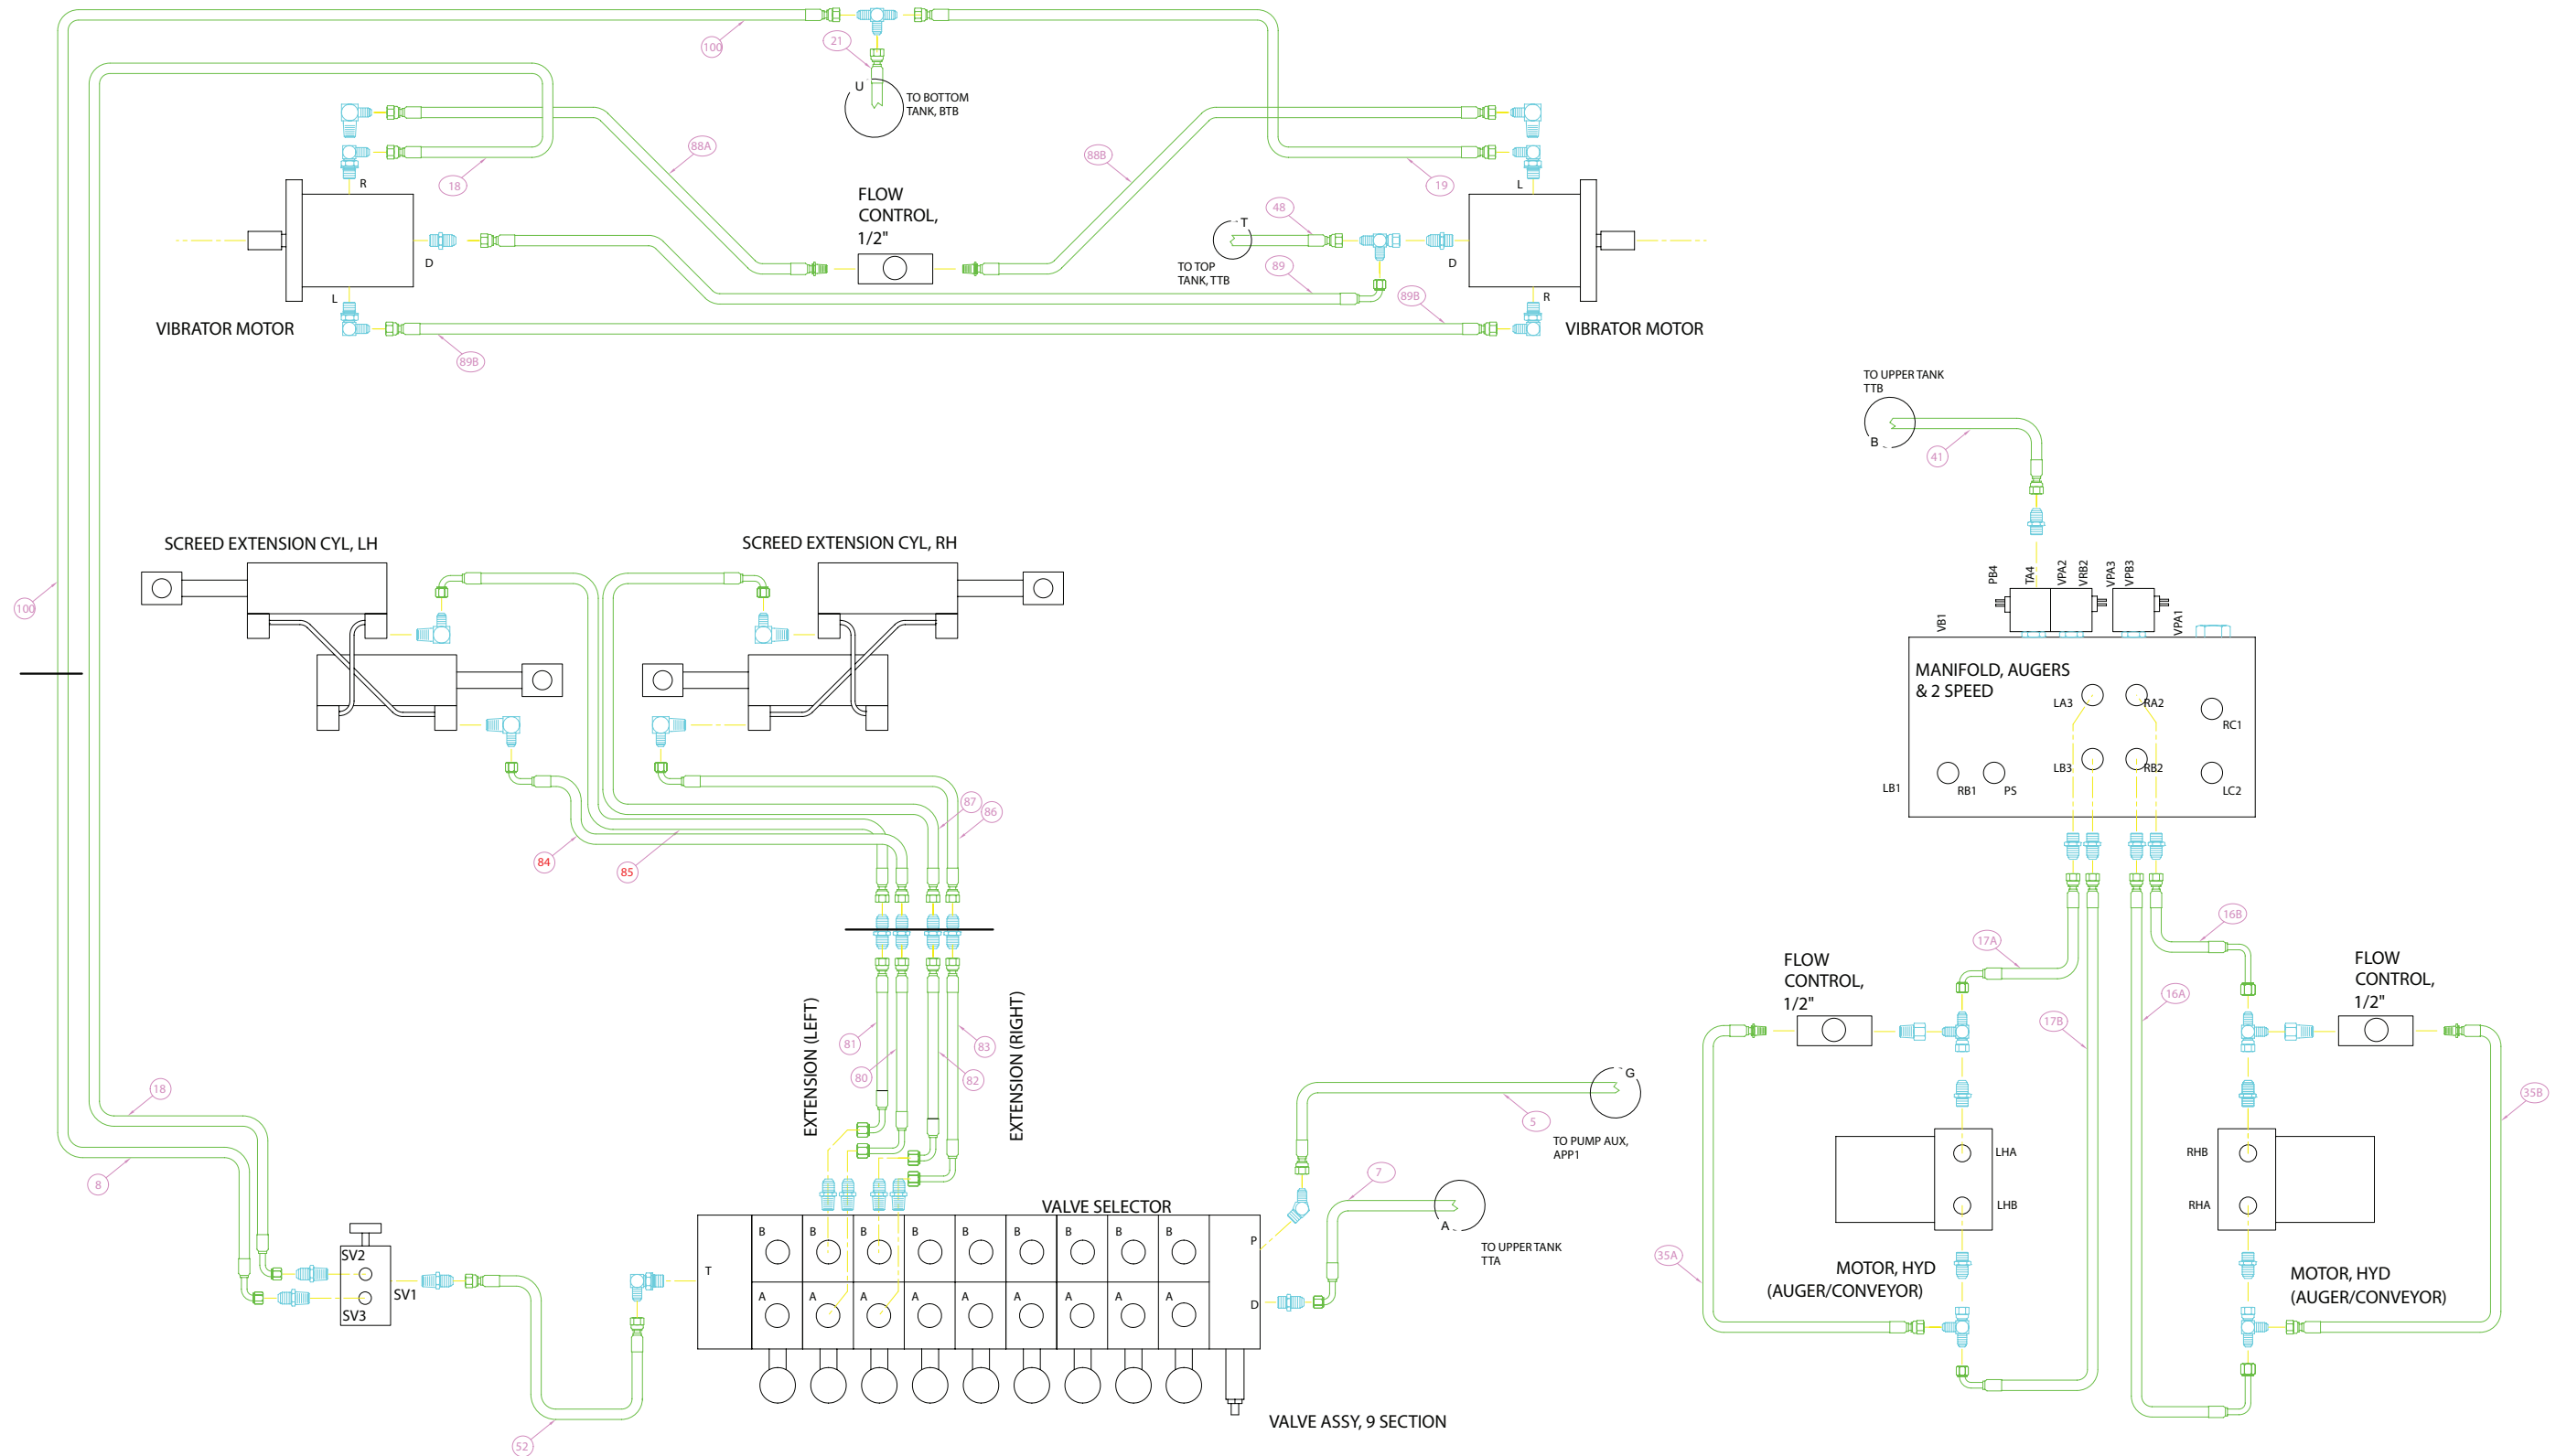 100
21
U
TO BOTTOM
TANK, BTB
88A
88B
18
R
FLOW
CONTROL,
1/2"
19
L
48
T
TO TOP
TANK, TTB
89
D
D
L
R
89B
89B
VIBRATOR MOTOR
VIBRATOR MOTOR
TO UPPER TANK
TTB
B
41
SCREED EXTENSION CYL, LH
SCREED EXTENSION CYL, RH
100
PB4
TA4
VPA2
VRB2
VPA3
VPB3
VB1
VPA1
MANIFOLD, AUGERS
& 2 SPEED
LA3
RA2
RC1
LB3
RB2
LB1
RB1
PS
LC2
87
86
84
85
16B
17A
FLOW
CONTROL,
1/2"
FLOW
CONTROL,
1/2"
16A
17B
EXTENSION (LEFT)
EXTENSION (RIGHT)
81
83
80
82
18
8
G
5
TO PUMP AUX,
APP1
35B
7
A
TO UPPER TANK
TTA
LHA
RHB
LHB
RHA
VALVE SELECTOR
B
B
B
B
B
B
B
B
B
P
T
A
A
A
A
A
A
A
A
A
D
SV2
SV1
SV3
35A
MOTOR, HYD
(AUGER/CONVEYOR)
MOTOR, HYD
(AUGER/CONVEYOR)
52
VALVE ASSY, 9 SECTION